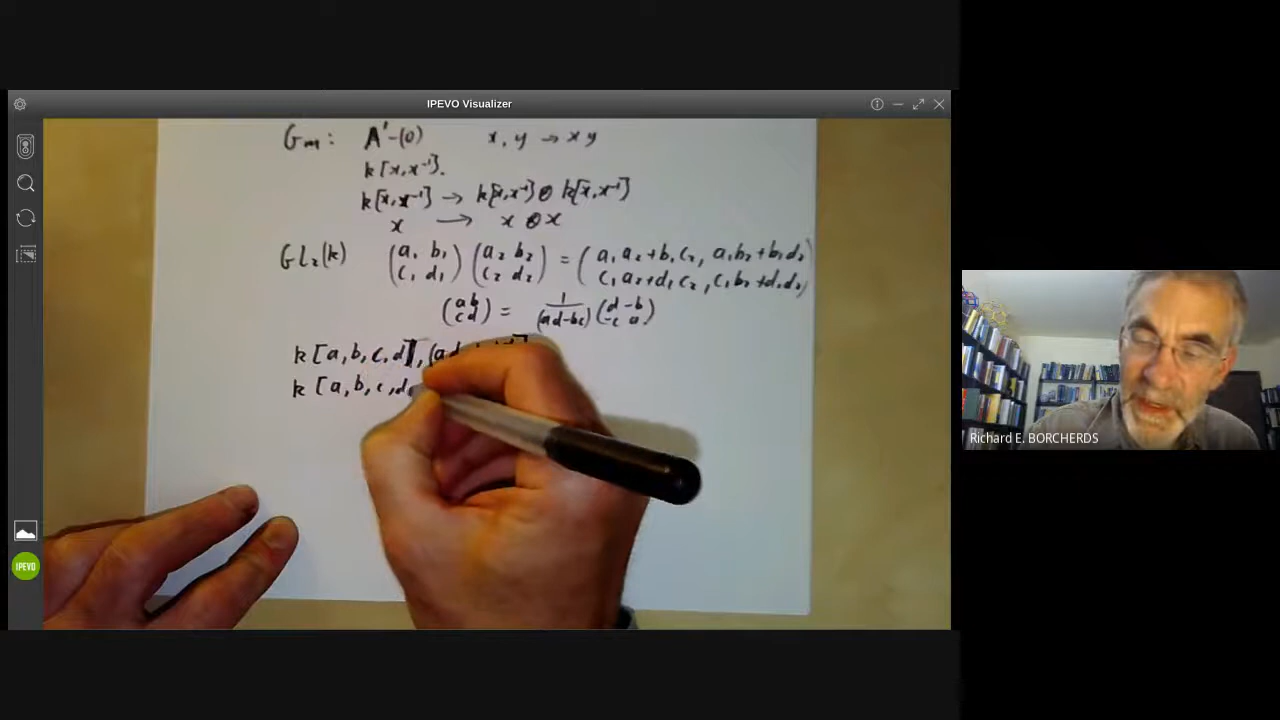 IPEVO Visualizer
Gm: A¹-(0) x, y → xy
k[x,x⁻¹].
k[x,x⁻¹] → k[x,x⁻¹] ⊗ k[x,x⁻¹]
x → x ⊗ x
GL₂(k) (a₁ b₁ (a₂ b₂ = (a₁a₂+b₁c₂, a₁b₂+b₁d₂)
c₁ d₁) c₂ d₂) c₁a₂+d₁c₂, c₁b₂+d₁d₂)
(a b = 1 (d -b)
c d) (ad-bc) -c a)
k[a,b,c,d],(ad
k[a,b,c,d
IPEVO
Richard E. BORCHERDS